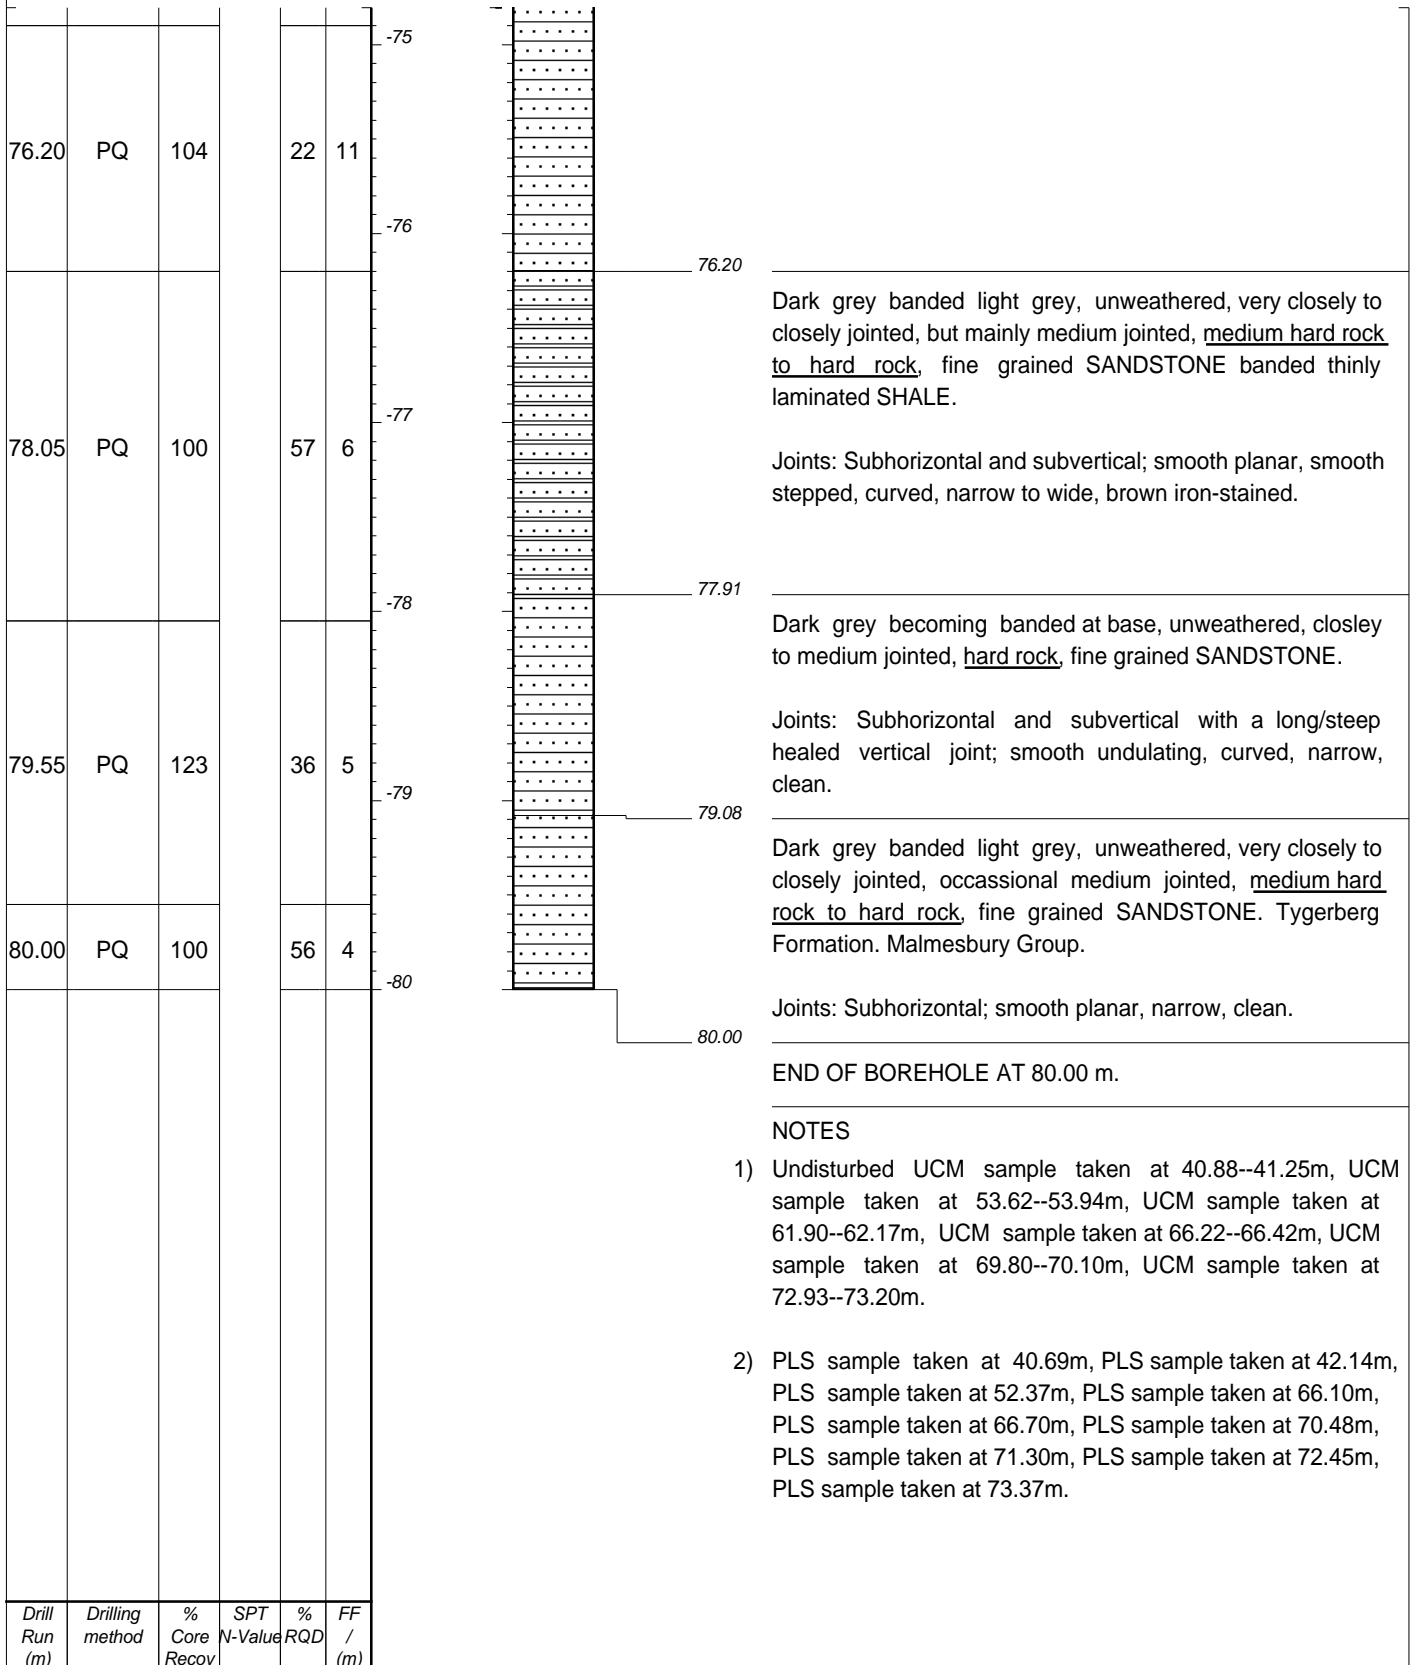 -75
76.20 PQ 104 22 11
-76
76.20
Dark grey banded light grey, unweathered, very closely to
closely jointed, but mainly medium jointed, medium hard rock
to hard rock, fine grained SANDSTONE banded thinly
laminated SHALE.
-77
78.05 PQ 100 57 6
Joints: Subhorizontal and subvertical; smooth planar, smooth
stepped, curved, narrow to wide, brown iron-stained.
77.91
-78
Dark grey becoming banded at base, unweathered, closley
to medium jointed, hard rock, fine grained SANDSTONE.
Joints: Subhorizontal and subvertical with a long/steep
healed vertical joint; smooth undulating, curved, narrow,
clean.
79.55 PQ 123 36 5
-79
79.08
Dark grey banded light grey, unweathered, very closely to
closely jointed, occassional medium jointed, medium hard
rock to hard rock, fine grained SANDSTONE. Tygerberg
Formation. Malmesbury Group.
80.00 PQ 100 56 4
-80
Joints: Subhorizontal; smooth planar, narrow, clean.
80.00
END OF BOREHOLE AT 80.00 m.
NOTES
1) Undisturbed UCM sample taken at 40.88--41.25m, UCM
sample taken at 53.62--53.94m, UCM sample taken at
61.90--62.17m, UCM sample taken at 66.22--66.42m, UCM
sample taken at 69.80--70.10m, UCM sample taken at
72.93--73.20m.
2) PLS sample taken at 40.69m, PLS sample taken at 42.14m,
PLS sample taken at 52.37m, PLS sample taken at 66.10m,
PLS sample taken at 66.70m, PLS sample taken at 70.48m,
PLS sample taken at 71.30m, PLS sample taken at 72.45m,
PLS sample taken at 73.37m.
Drill Drilling % SPT % FF
Run method Core N-Value RQD /
(m) Recov (m)